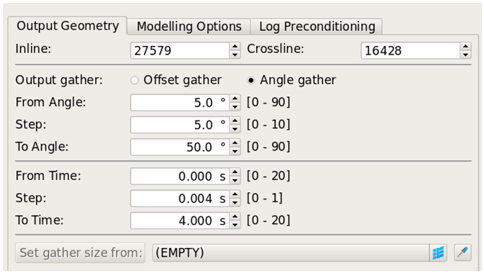 Output Geometry Modelling Options Log Preconditioning
Inline: 27579 Crossline: 16428
Output gather: Offset gather Angle gather
From Angle: 5.0 ° [0 - 90]
Step: 5.0 ° [0 - 10]
To Angle: 50.0 ° [0 - 90]
From Time: 0.000 s [0 - 20]
Step: 0.004 s [0 - 1]
To Time: 4.000 s [0 - 20]
Set gather size from: (EMPTY)